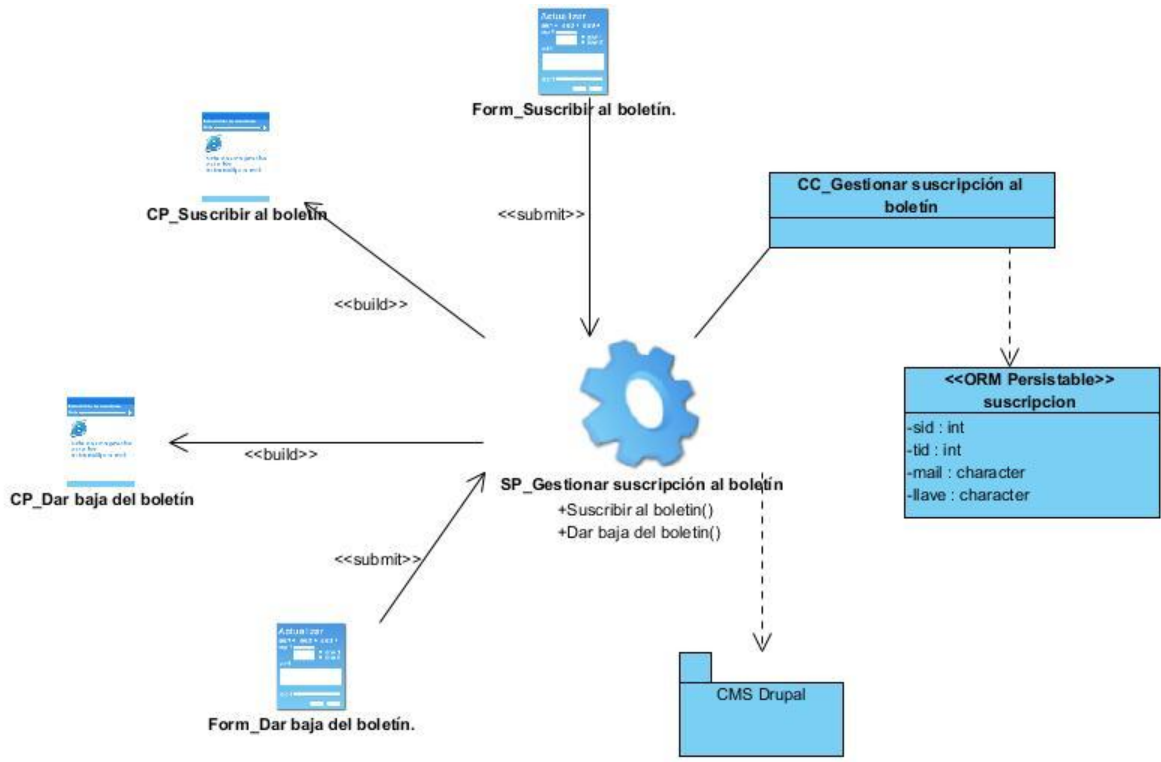 Actualizar
Form_Suscribir al boletín.
CP_Suscribir al boletín
<<submit>>
CC_Gestionar suscripción al
boletín
<<build>>
<<ORM Persistable>>
suscripcion
-sid : int
-tid : int
-mail : character
-llave : character
<<build>>
CP_Dar baja del boletín
SP_Gestionar suscripción al boletín
+Suscribir al boletin()
+Dar baja del boletin()
<<submit>>
Actualizar
Form_Dar baja del boletín.
CMS Drupal